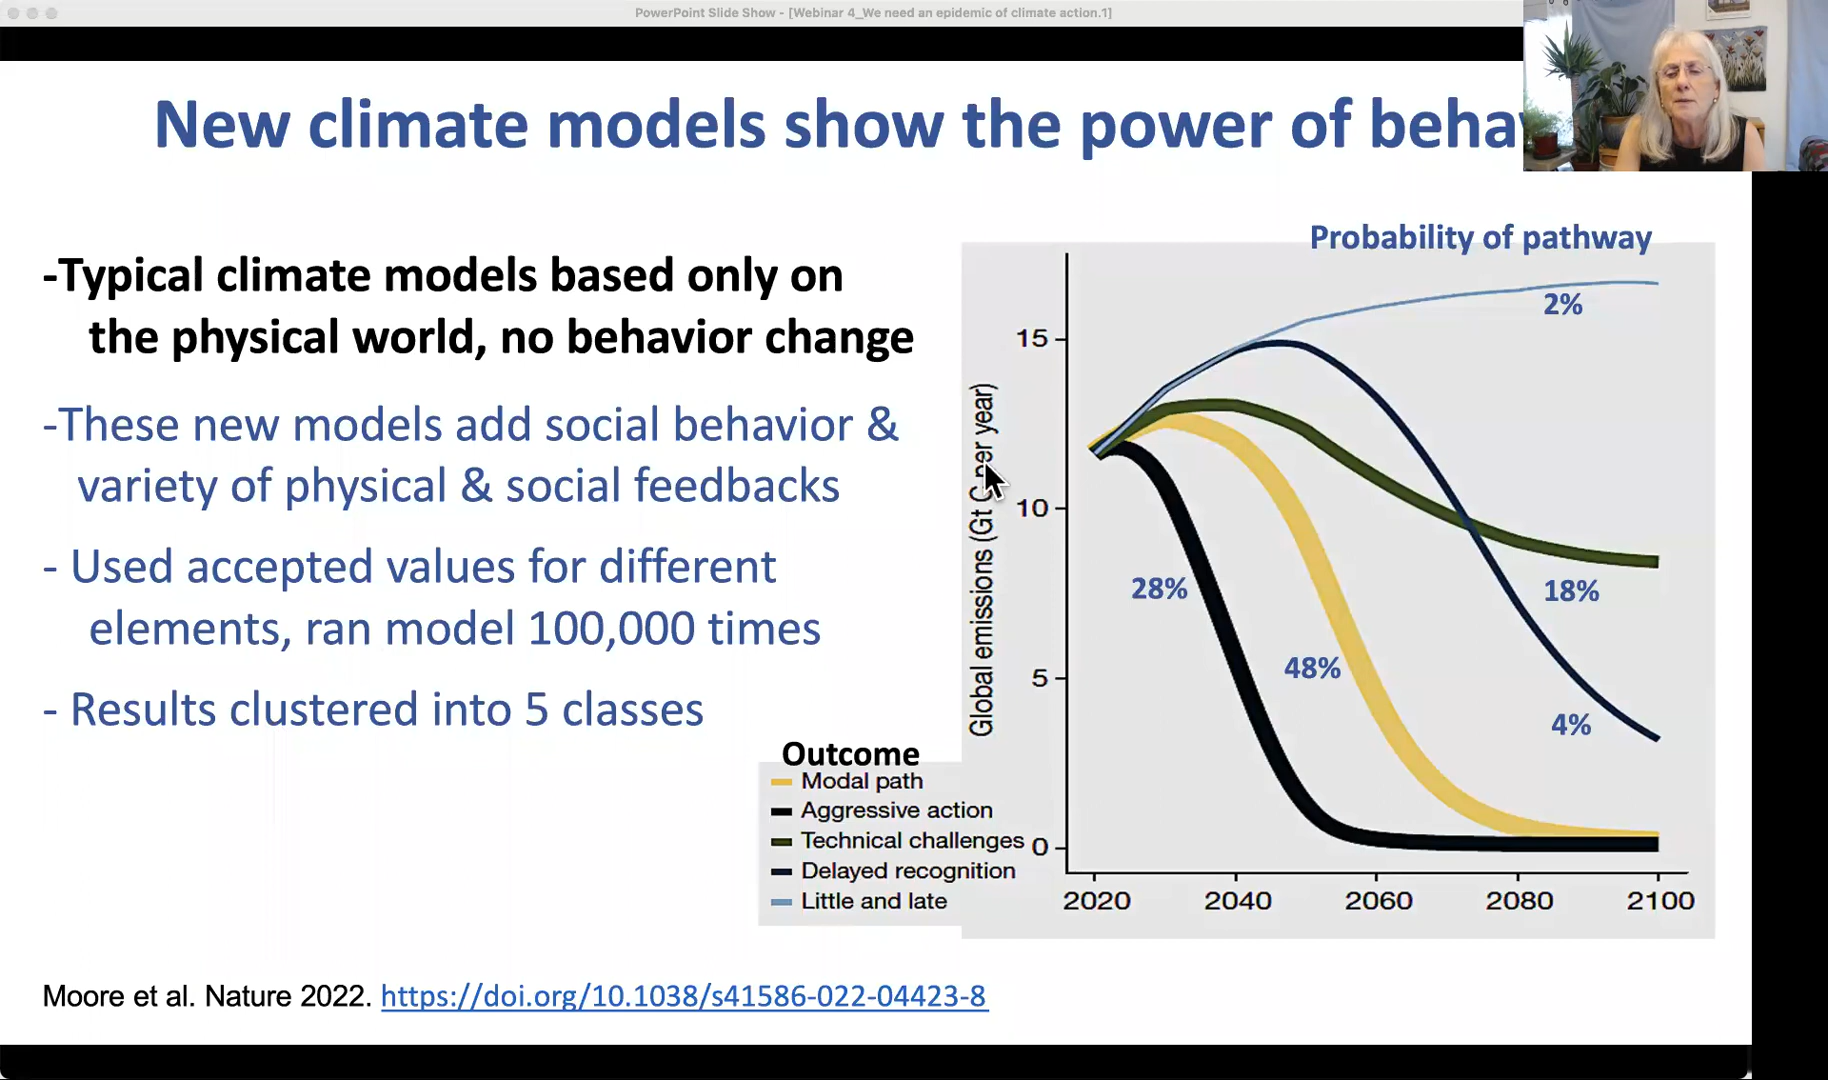 PowerPoint Slide Show - [Webinar 4_We need an epidemic of climate action.1]
New climate models show the power of
-Typical climate models based only on
the physical world, no behavior change
-These new models add social behavior &
variety of physical & social feedbacks
- Used accepted values for different
elements, ran model 100,000 times
- Results clustered into 5 classes
Outcome
Modal path
Aggressive action
Technical challenges
Delayed recognition
Little and late
Probability of pathway
Global emissions (Gt C per year)
15
10
5
0
2020 2040 2060 2080 2100
2%
18%
28%
48%
4%
Moore et al. Nature 2022. https://doi.org/10.1038/s41586-022-04423-8